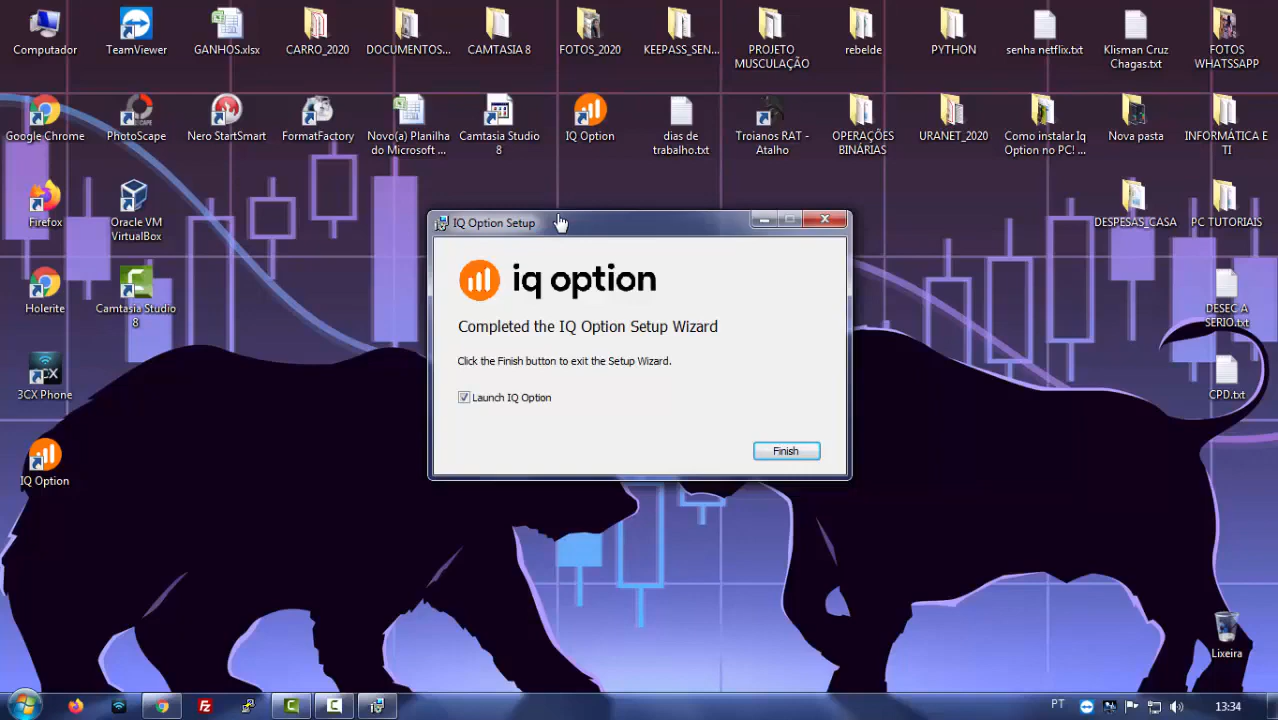 Computador
TeamViewer
GANHOS.xlsx
CARRO_2020
DOCUMENTOS...
CAMTASIA 8
FOTOS_2020
KEEPASS_SEN...
PROJETO
MUSCULAÇÃO
rebelde
PYTHON
senha netflix.txt
Klisman Cruz
Chagas.txt
FOTOS
WHATSSAPP
Google Chrome
PhotoScape
Nero StartSmart
FormatFactory
Novo(a) Planilha
do Microsoft ...
Camtasia Studio
8
IQ Option
dias de
trabalho.txt
Troianos RAT -
Atalho
OPERAÇÕES
BINÁRIAS
URANET_2020
Como instalar Iq
Option no PC! ...
Nova pasta
INFORMÁTICA E
TI
Firefox
Oracle VM
VirtualBox
DESPESAS_CASA
PC TUTORIAIS
IQ Option Setup
iq option
Completed the IQ Option Setup Wizard
Click the Finish button to exit the Setup Wizard.
Launch IQ Option
Finish
Holerite
Camtasia Studio
8
DESEC A
SERIO.txt
CX
3CX Phone
CPD.txt
IQ Option
Lixeira
Fz
PT
13:34